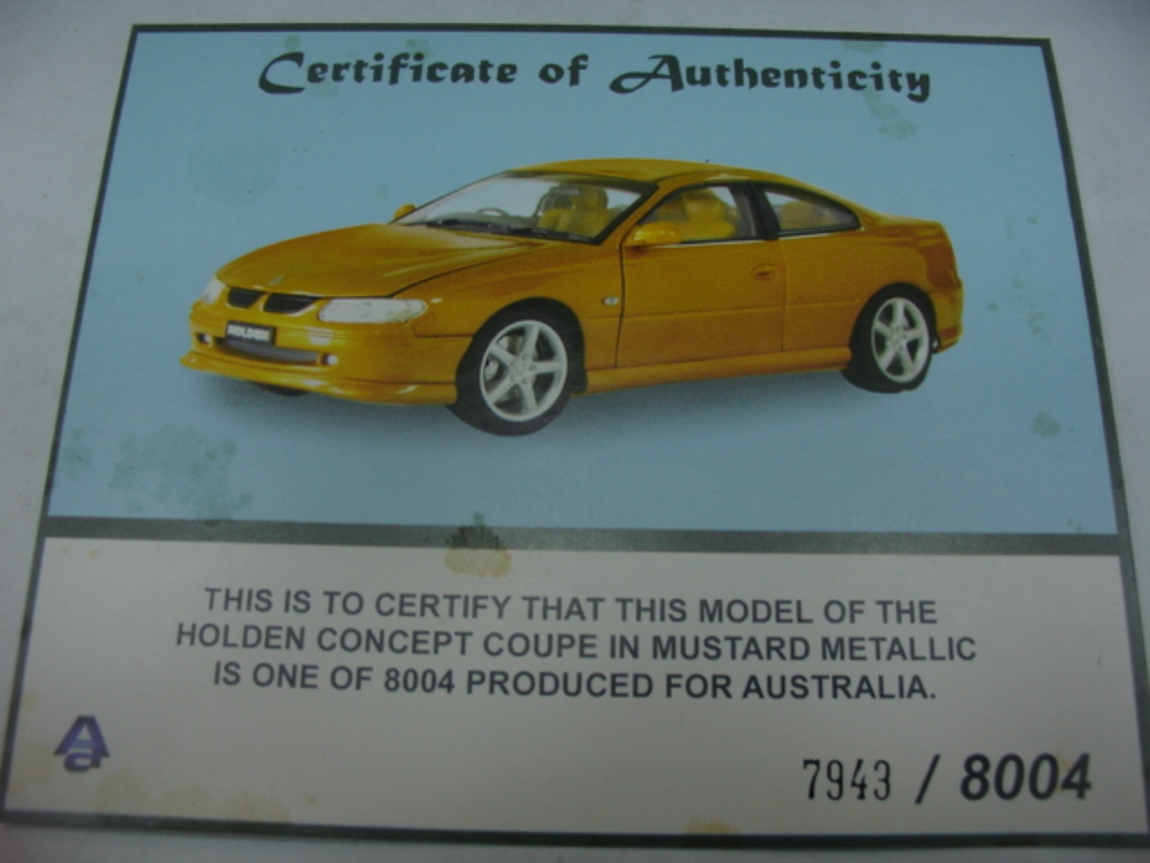 Certificate of Authenticity
HOLDEN
THIS IS TO CERTIFY THAT THIS MODEL OF THE
HOLDEN CONCEPT COUPE IN MUSTARD METALLIC
IS ONE OF 8004 PRODUCED FOR AUSTRALIA.
Aa
7943 / 8004